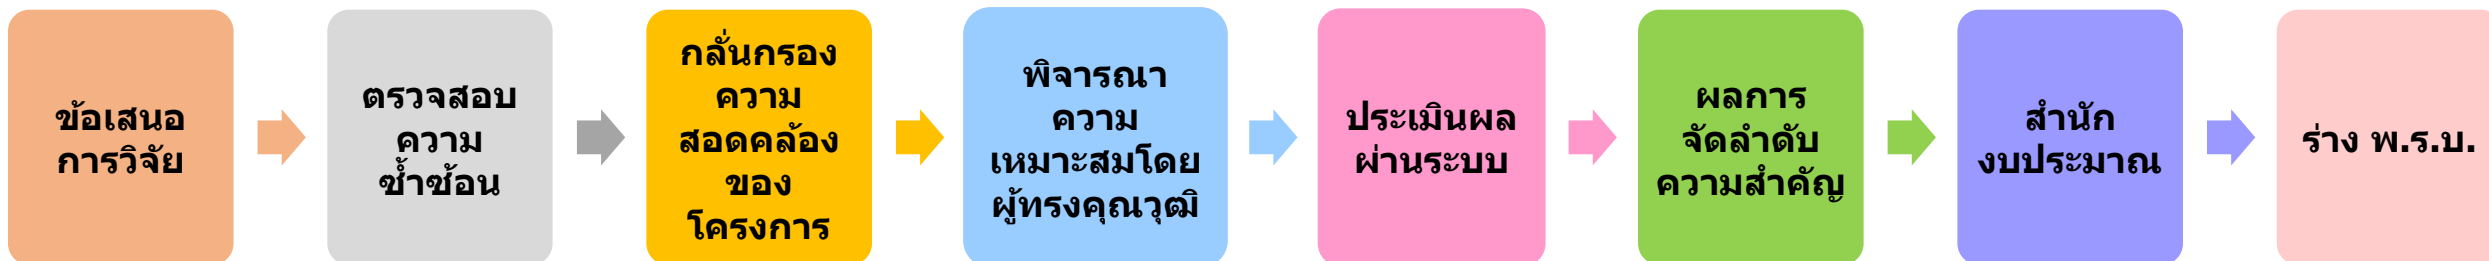 ข้อเสนอ
การวิจัย
ตรวจสอบ
ความ
ซ้ำซ้อน
กลั่นกรอง
ความ
สอดคล้อง
ของ
โครงการ
พิจารณา
ความ
เหมาะสมโดย
ผู้ทรงคุณวุฒิ
ประเมินผล
ผ่านระบบ
ผลการ
จัดลำดับ
ความสำคัญ
สำนัก
งบประมาณ
ร่าง พ.ร.บ.